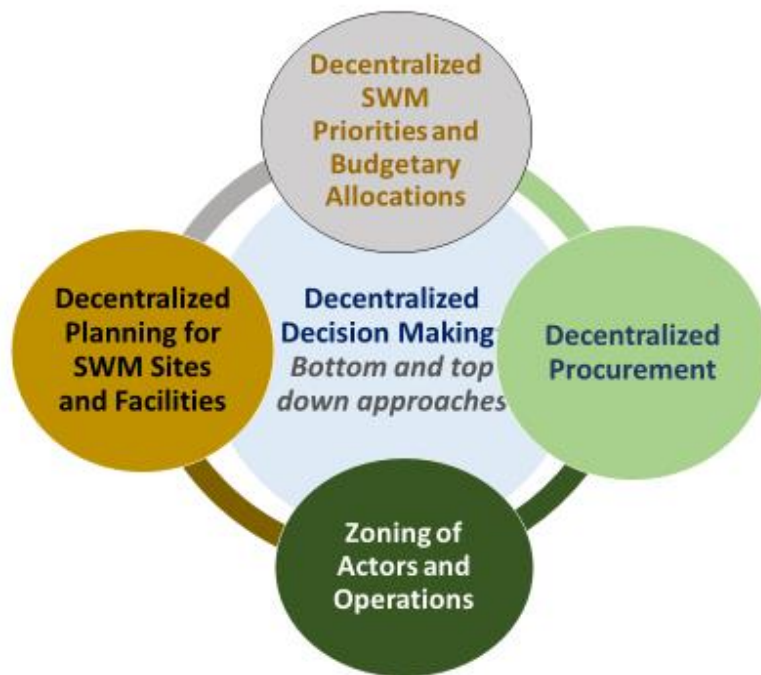 Decentralized
SWM
Priorities and
Budgetary
Allocations
Decentralized
Planning for
SWM Sites
and Facilities
Decentralized
Decision Making
Bottom and top
down approaches
Decentralized
Procurement
Zoning of
Actors and
Operations